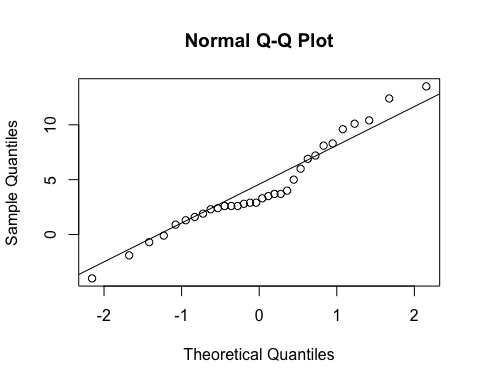 Normal Q-Q Plot
Sample Quantiles
10
5
0
-2 -1 0 1 2
Theoretical Quantiles